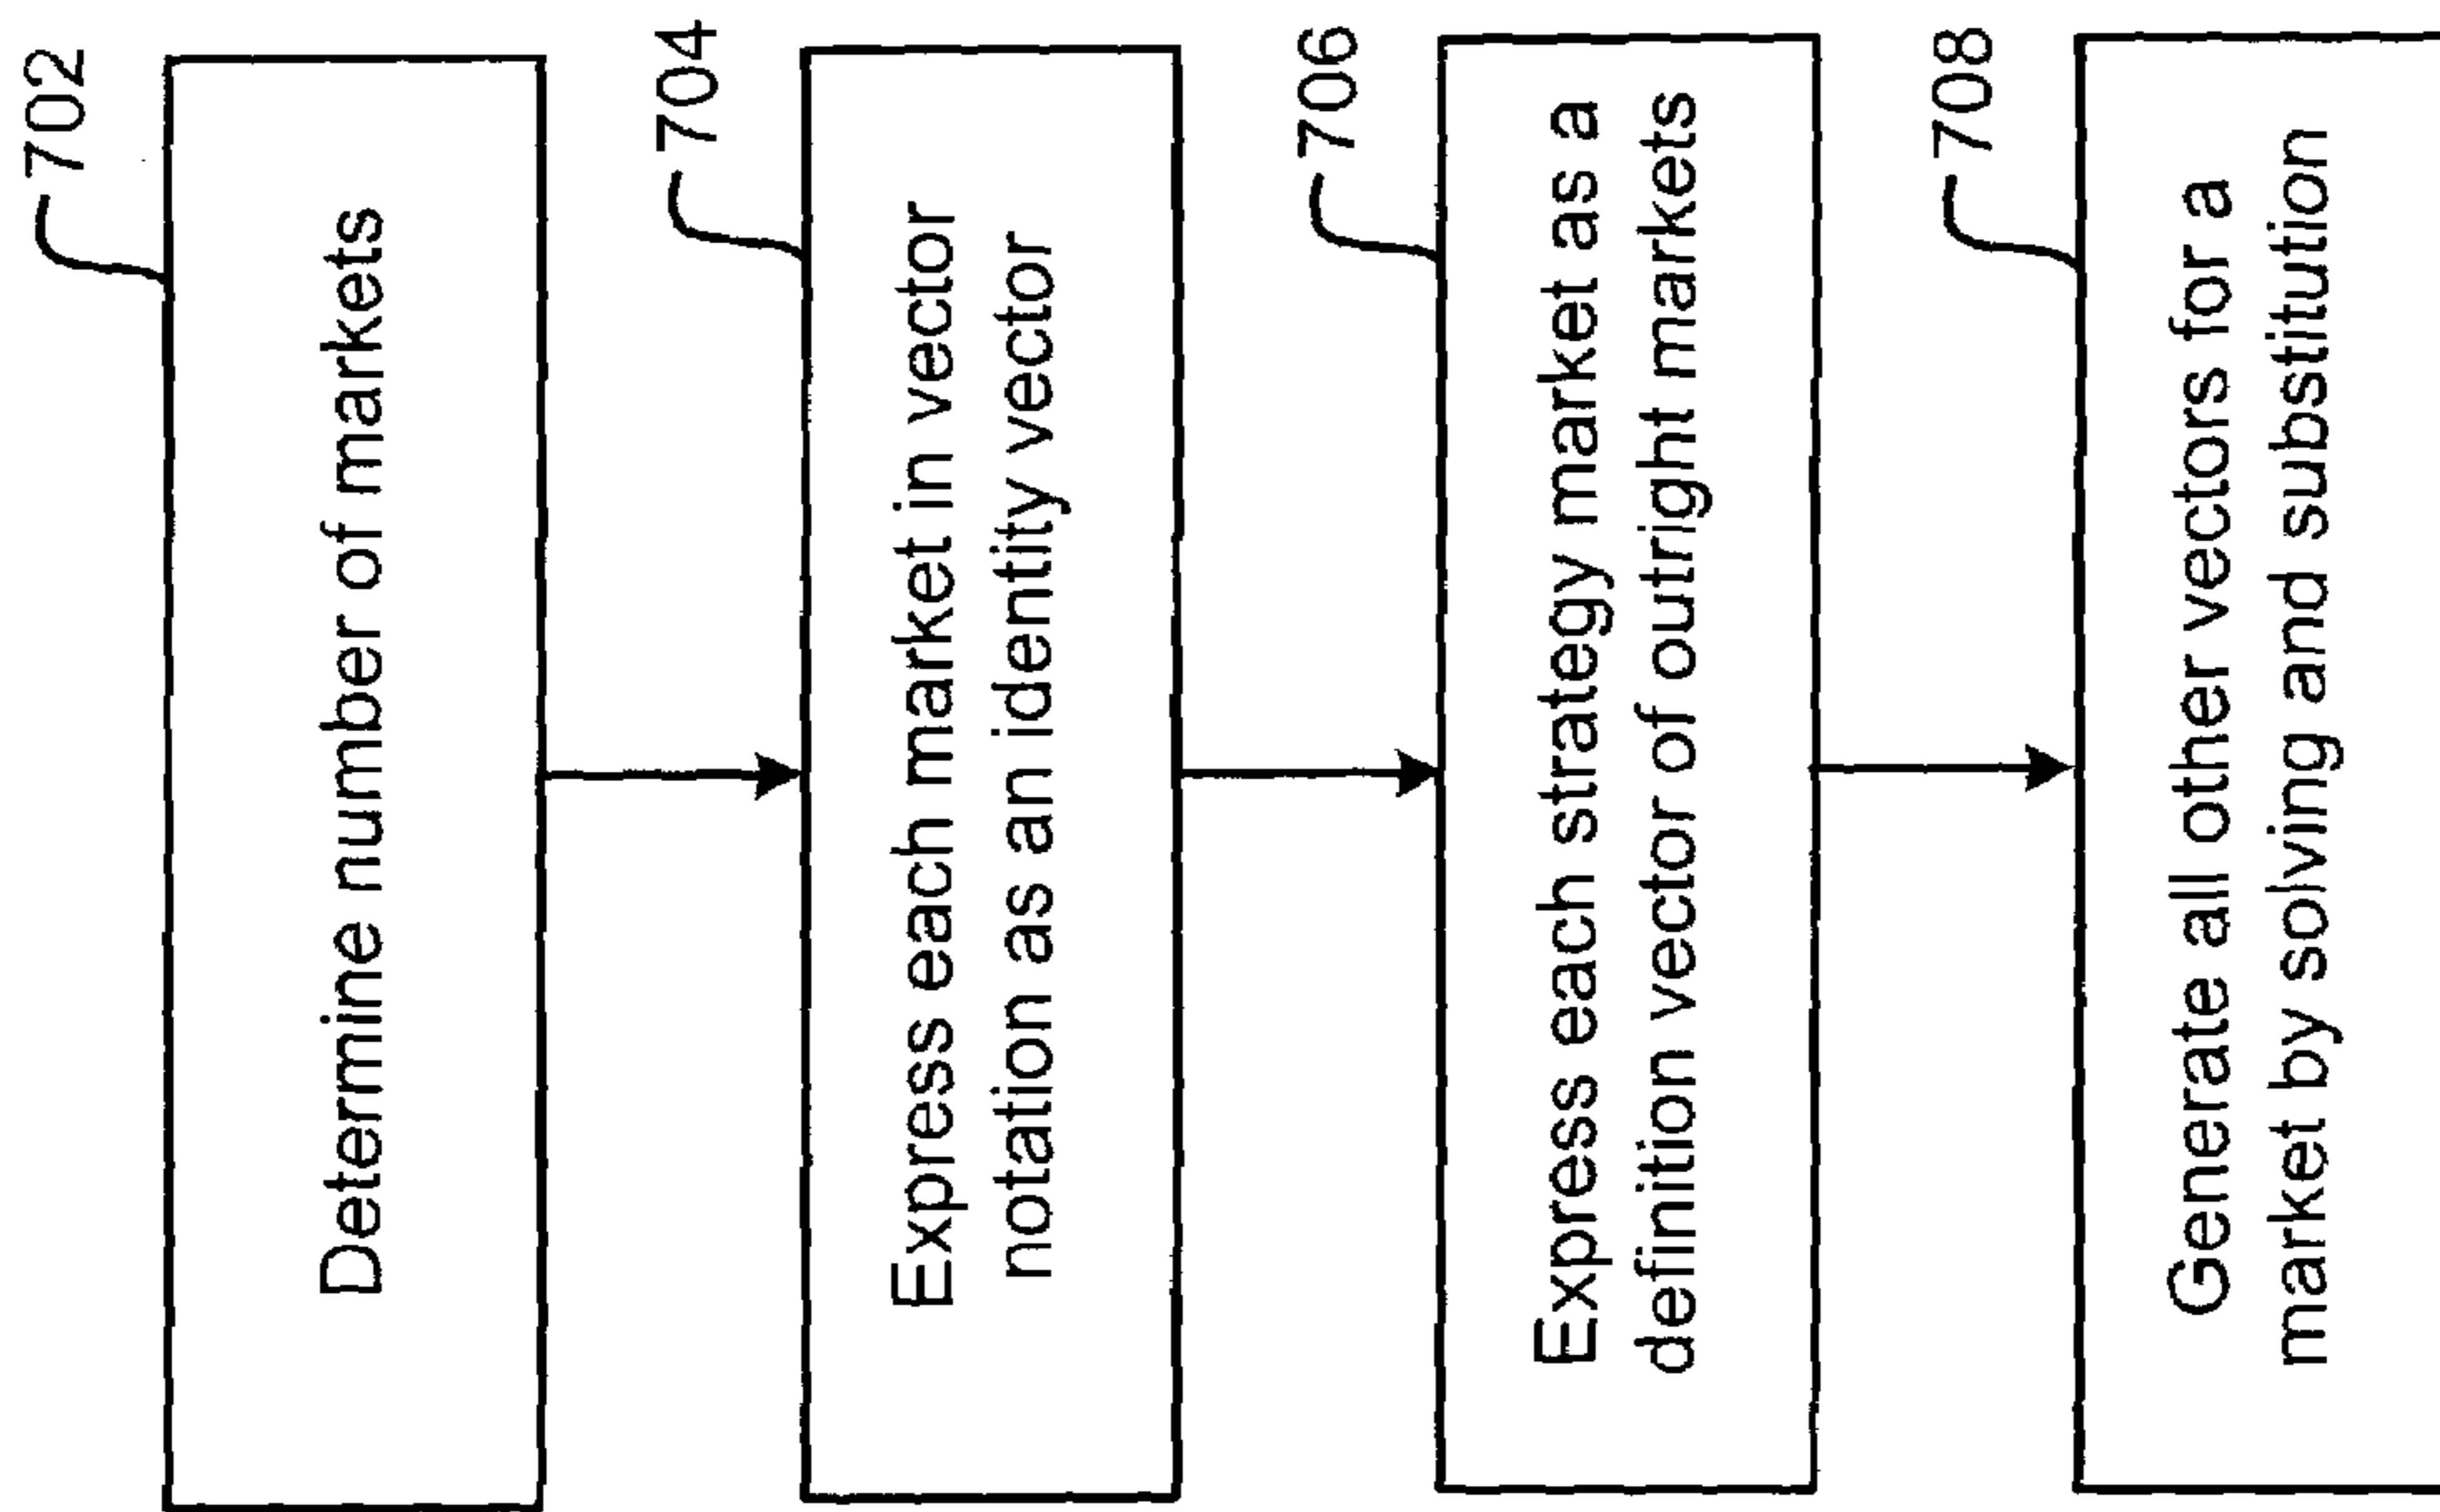 702
Determine number of markets
704
Express each market in vector
notation as an identity vector
706
Express each strategy market as a
definition vector of outright markets
708
Generate all other vectors for a
market by solving and substitution